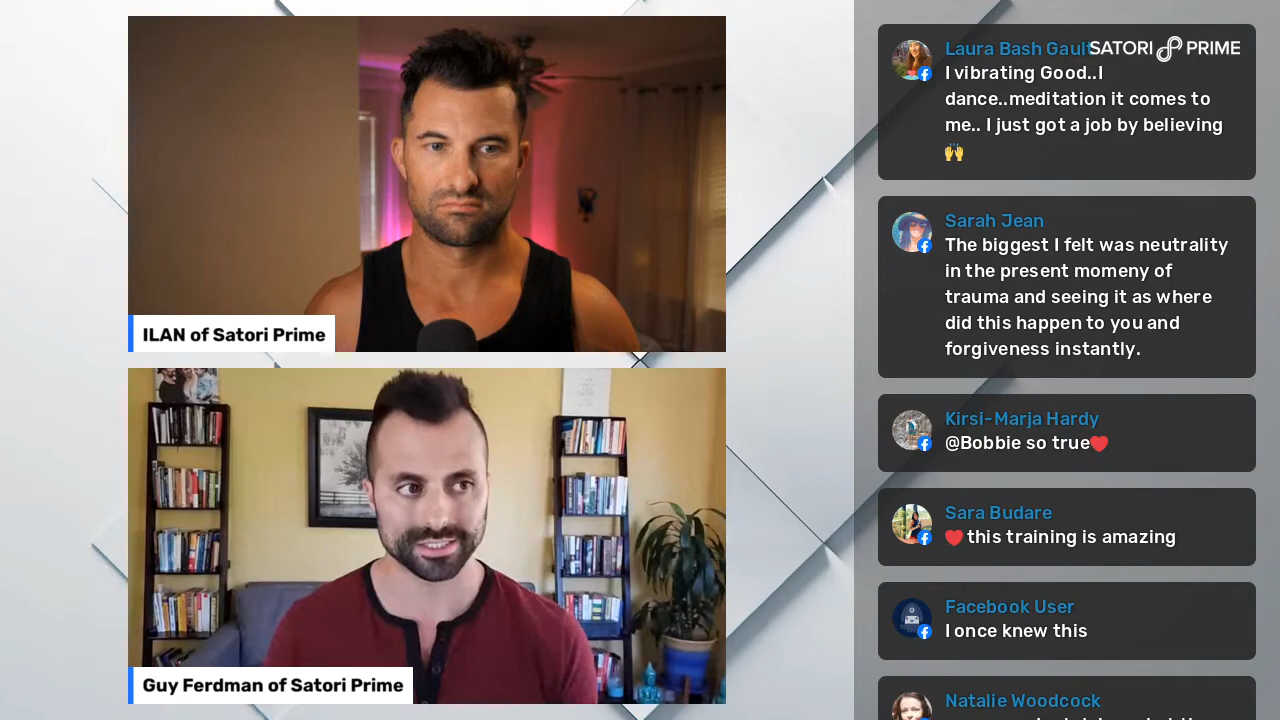 ILAN of Satori Prime
Guy Ferdman of Satori Prime
SATORI PRIME
Laura Bash Gault
I vibrating Good..I
dance..meditation it comes to
me.. I just got a job by believing
🙌
Sarah Jean
The biggest I felt was neutrality
in the present momeny of
trauma and seeing it as where
did this happen to you and
forgiveness instantly.
Kirsi-Marja Hardy
@Bobbie so true❤️
Sara Budare
❤️ this training is amazing
Facebook User
I once knew this
Natalie Woodcock